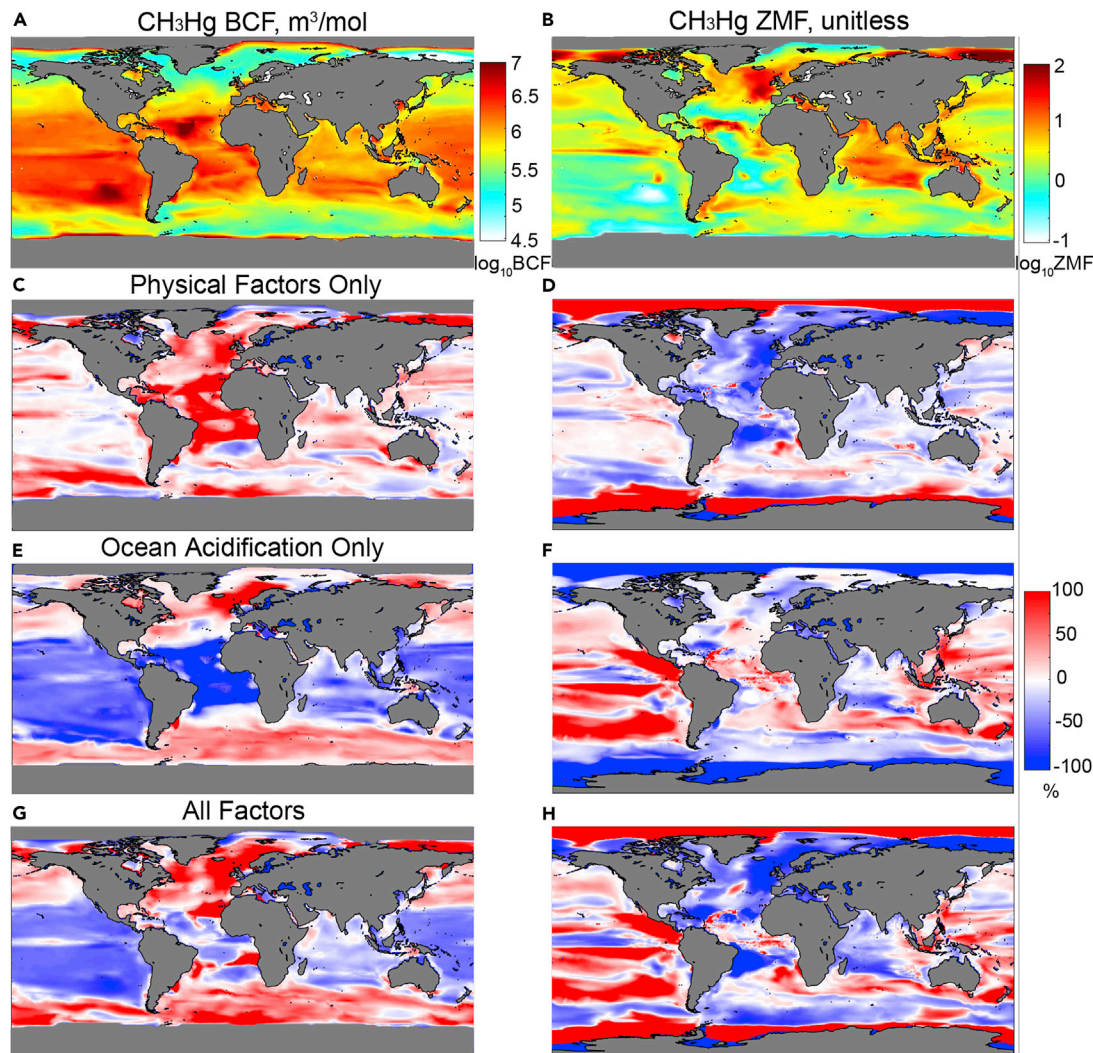 A
CH₃Hg BCF, m³/mol
B
CH₃Hg ZMF, unitless
7
6.5
6
5.5
5
4.5
log₁₀BCF
2
1
0
-1
log₁₀ZMF
C
Physical Factors Only
D
E
Ocean Acidification Only
F
100
50
0
-50
-100
%
G
All Factors
H